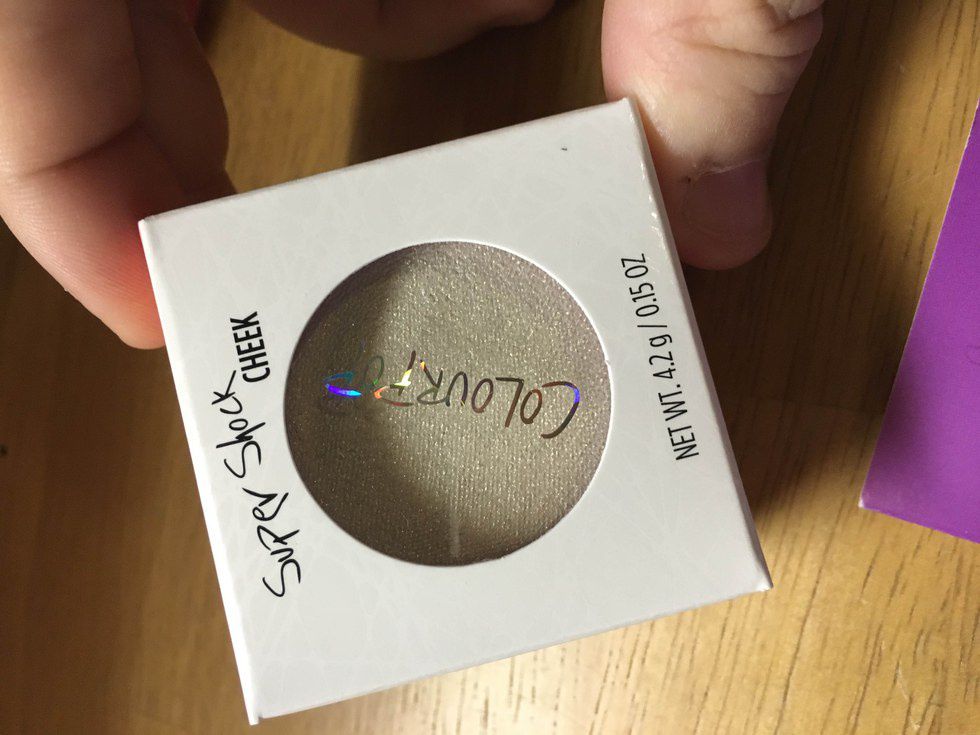 Super Shock
CHEEK
COLOURPOP
NET WT. 4.2 g / 0.15 OZ